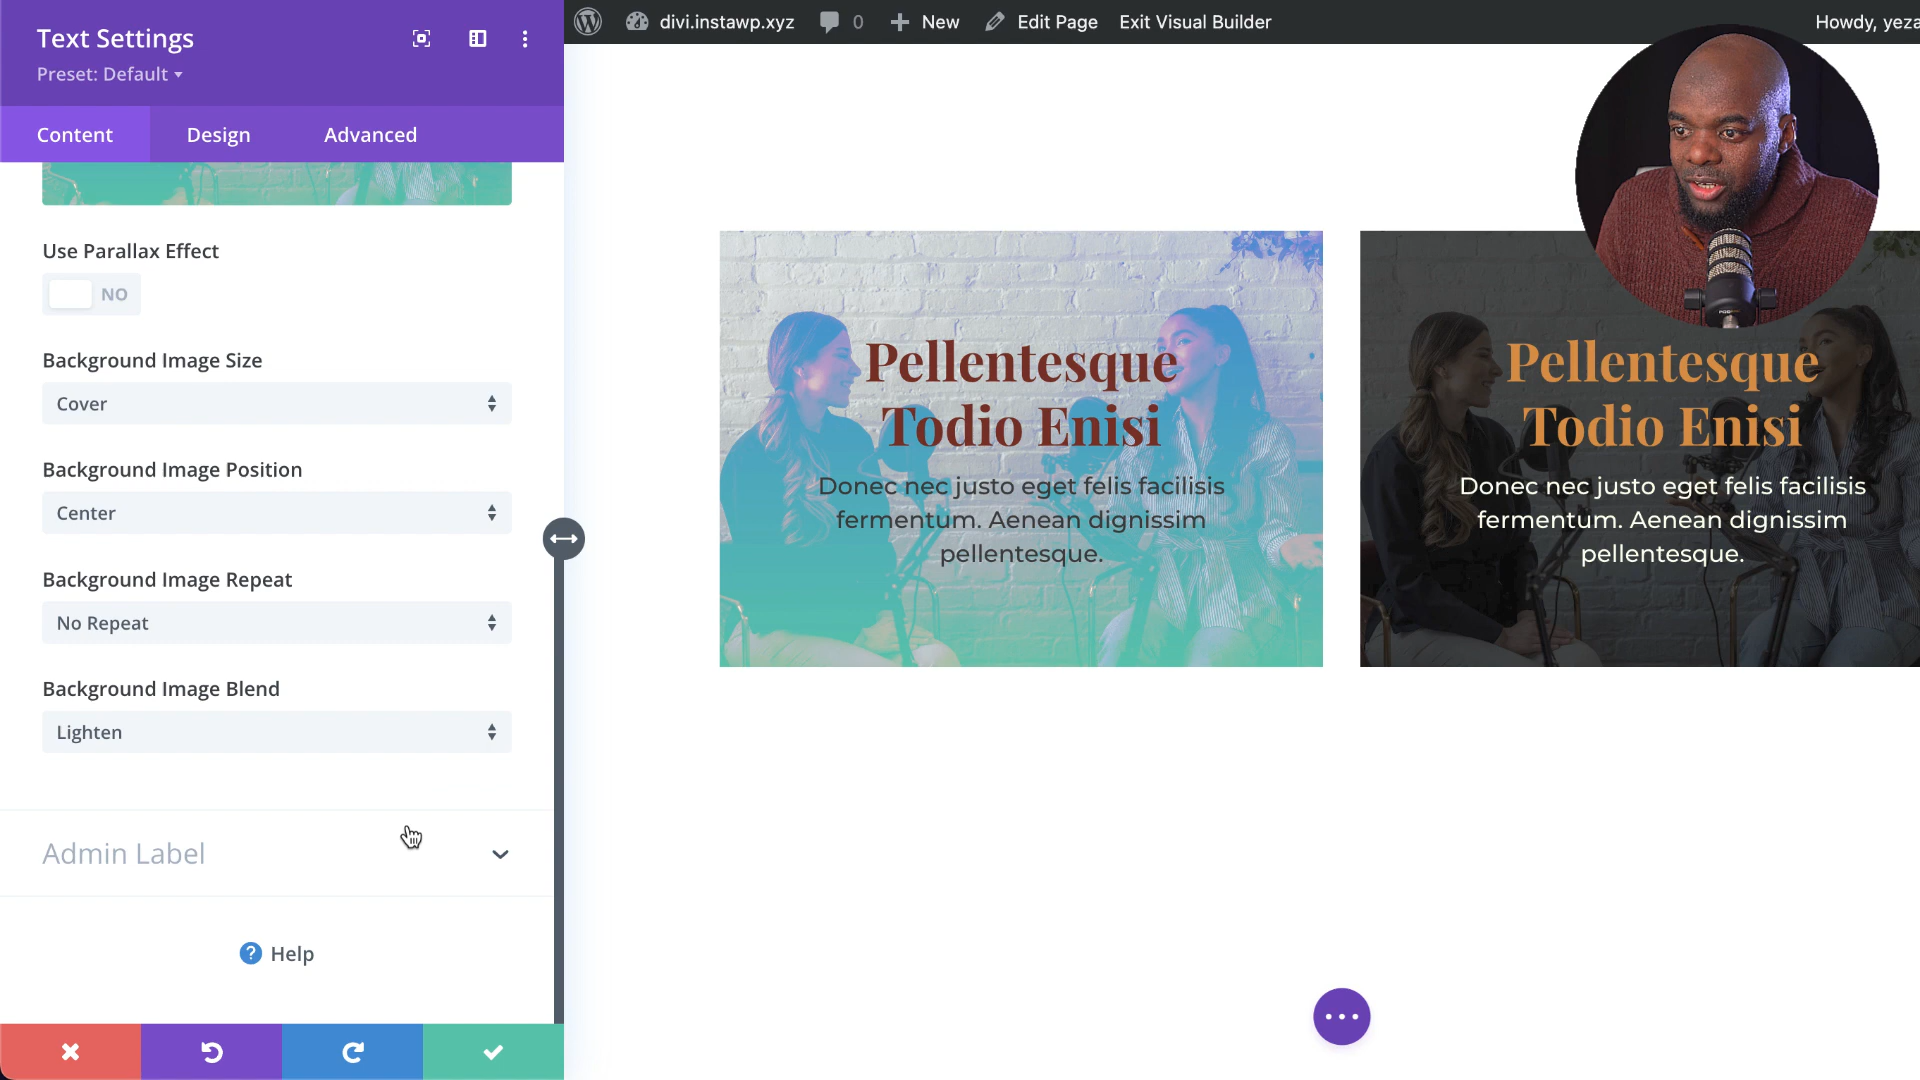 Text Settings
Preset: Default
Content
Design
Advanced
Use Parallax Effect
NO
Background Image Size
Cover
Background Image Position
Center
Background Image Repeat
No Repeat
Background Image Blend
Lighten
Admin Label
? Help
divi.instawp.xyz
0
New
Edit Page
Exit Visual Builder
Howdy, yeza
Pellentesque
Todio Enisi
Donec nec justo eget felis facilisis
fermentum. Aenean dignissim
pellentesque.
Pellentesque
Todio Enisi
Donec nec justo eget felis facilisis
fermentum. Aenean dignissim
pellentesque.